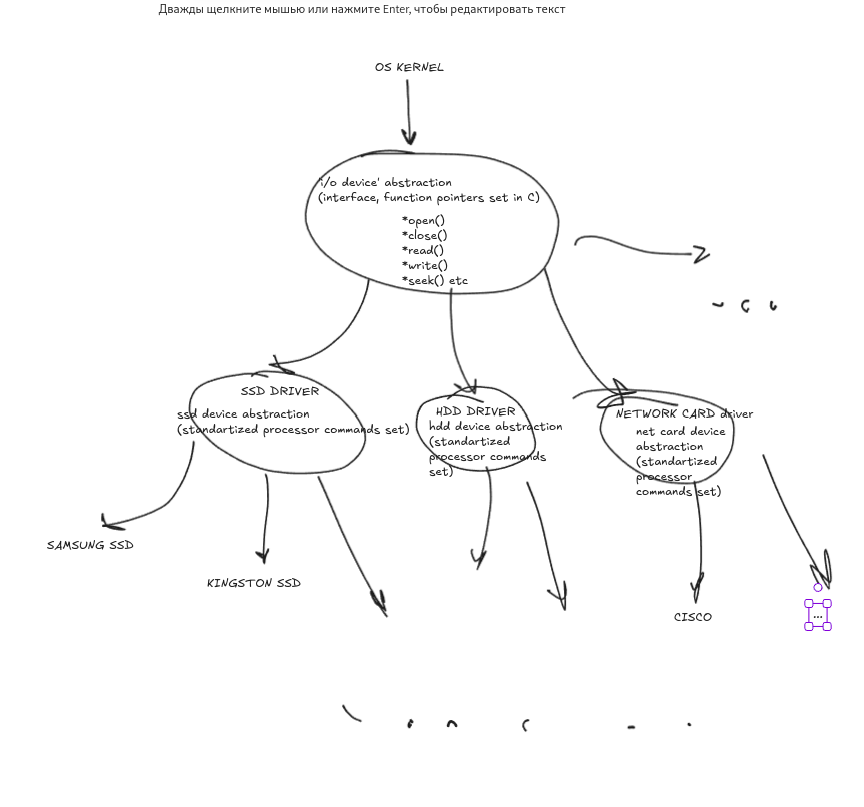 Дважды щелкните мышью или нажмите Enter, чтобы редактировать текст
OS KERNEL
'i/o device' abstraction
(interface, function pointers set in C)
*open()
*close()
*read()
*write()
*seek() etc
SSD DRIVER
ssd device abstraction
(standartized processor commands set)
HDD DRIVER
hdd device abstraction
(standartized
processor commands
set)
NETWORK CARD driver
net card device
abstraction
(standartized
processor
commands set)
SAMSUNG SSD
KINGSTON SSD
CISCO
...